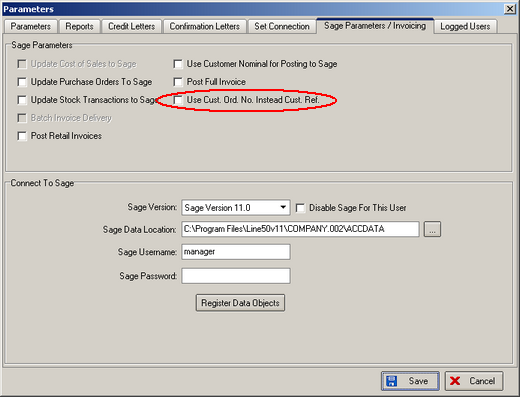 Parameters
Parameters Reports Credit Letters Confirmation Letters Set Connection Sage Parameters / Invoicing Logged Users
Sage Parameters
Update Cost of Sales to Sage Use Customer Nominal for Posting to Sage
Update Purchase Orders To Sage Post Full Invoice
Update Stock Transactions to Sage Use Cust. Ord. No. Instead Cust. Ref.
Batch Invoice Delivery
Post Retail Invoices
Connect To Sage
Sage Version: Sage Version 11.0 Disable Sage For This User
Sage Data Location: C:\Program Files\Line50v11\COMPANY.002\ACCDATA ...
Sage Username: manager
Sage Password:
Register Data Objects
Save Cancel